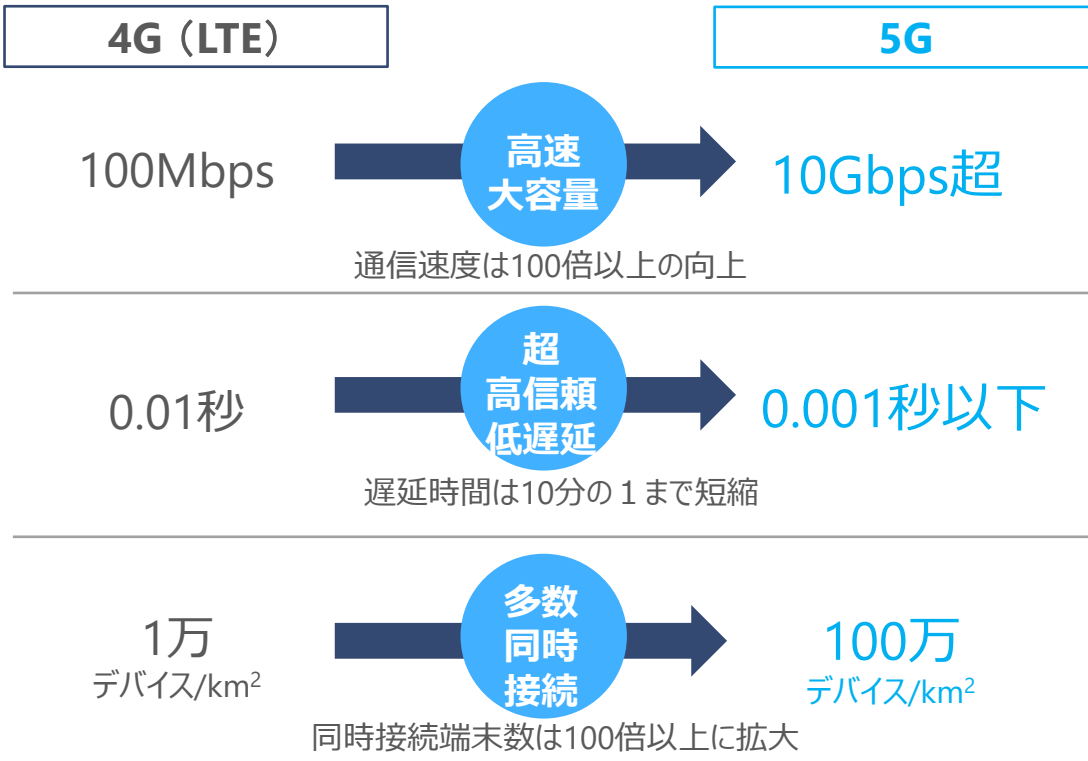 4G（LTE）
5G
100Mbps
高速
大容量
10Gbps超
通信速度は100倍以上の向上
0.01秒
超
高信頼
低遅延
0.001秒以下
遅延時間は10分の１まで短縮
1万
デバイス/km²
多数
同時
接続
100万
デバイス/km²
同時接続端末数は100倍以上に拡大